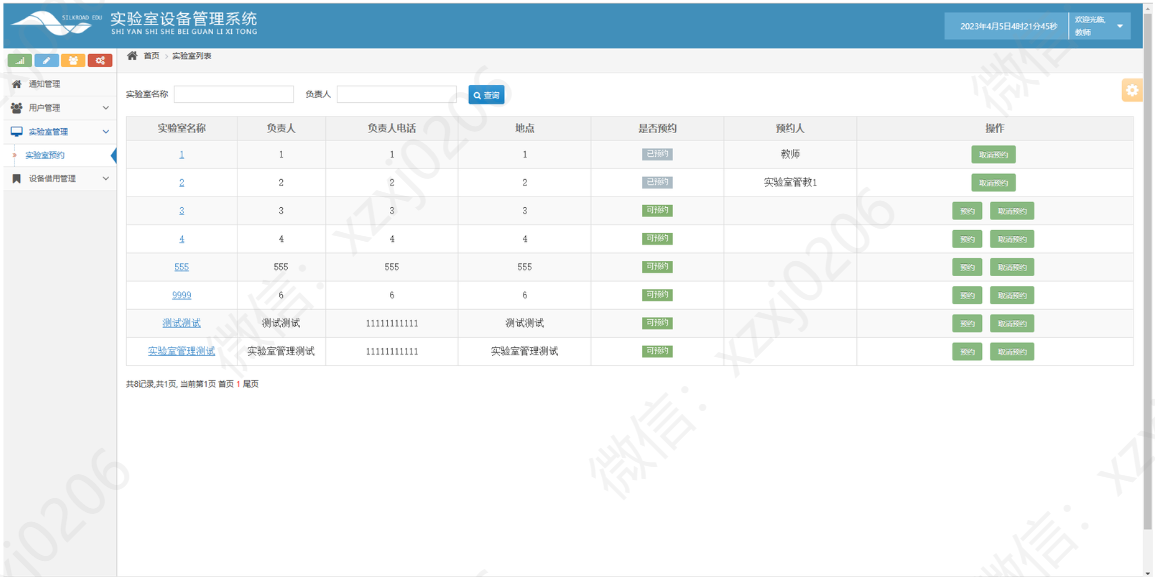 SILKROAD EDU 实验室设备管理系统
SHI YAN SHI SHE BEI GUAN LI XI TONG
2023年4月5日4时21分45秒 欢迎光临,
教师
首页 > 实验室列表
通知管理
用户管理
实验室管理
» 实验室预约
设备借用管理
实验室名称 负责人 查询
实验室名称 负责人 负责人电话 地点 是否预约 预约人 操作
1 1 1 1 已预约 教师 取消预约
2 2 2 2 已预约 实验室管教1 取消预约
3 3 3 3 可预约 预约 取消预约
4 4 4 4 可预约 预约 取消预约
555 555 555 555 可预约 预约 取消预约
9999 6 6 6 可预约 预约 取消预约
测试测试 测试测试 11111111111 测试测试 可预约 预约 取消预约
实验室管理测试 实验室管理测试 11111111111 实验室管理测试 可预约 预约 取消预约
共8记录,共1页, 当前第1页 首页 1 尾页
微信: xzxj0206
微信: xzxj0206